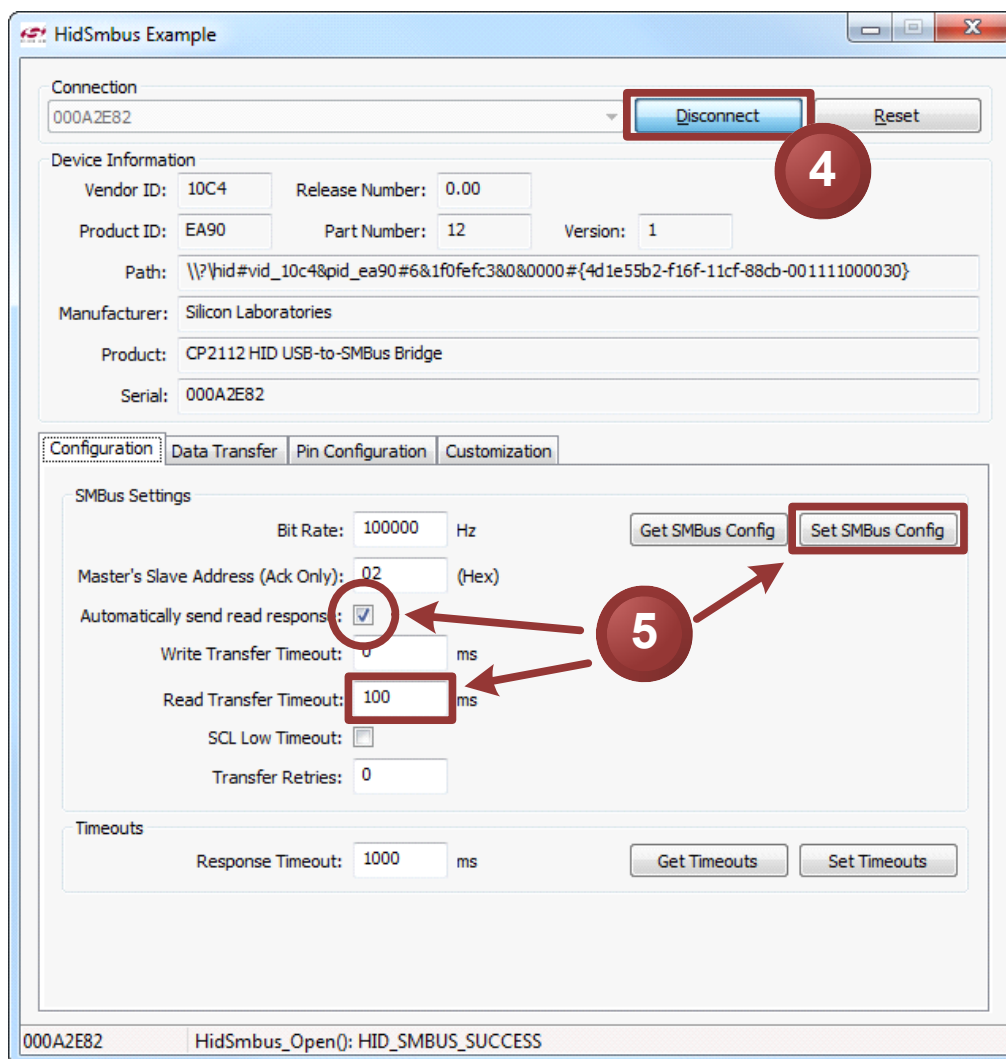 HidSmbus Example
Connection
000A2E82
Disconnect
Reset
4
Device Information
Vendor ID: 10C4 Release Number: 0.00
Product ID: EA90 Part Number: 12 Version: 1
Path: \\?\hid#vid_10c4&pid_ea90#6&1f0fefc3&0&0000#{4d1e55b2-f16f-11cf-88cb-001111000030}
Manufacturer: Silicon Laboratories
Product: CP2112 HID USB-to-SMBus Bridge
Serial: 000A2E82
Configuration Data Transfer Pin Configuration Customization
SMBus Settings
Bit Rate: 100000 Hz Get SMBus Config Set SMBus Config
Master's Slave Address (Ack Only): 02 (Hex)
Automatically send read response:
5
Write Transfer Timeout: 0 ms
Read Transfer Timeout: 100 ms
SCL Low Timeout:
Transfer Retries: 0
Timeouts
Response Timeout: 1000 ms Get Timeouts Set Timeouts
000A2E82 HidSmbus_Open(): HID_SMBUS_SUCCESS